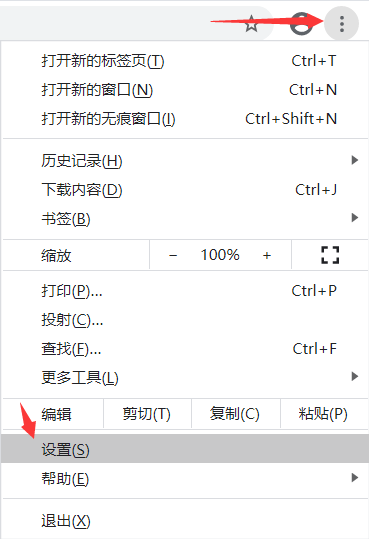 打开新的标签页(T) Ctrl+T
打开新的窗口(N) Ctrl+N
打开新的无痕窗口(I) Ctrl+Shift+N
历史记录(H)
下载内容(D) Ctrl+J
书签(B)
缩放 − 100% +
打印(P)... Ctrl+P
投射(C)...
查找(F)... Ctrl+F
更多工具(L)
编辑 剪切(T) 复制(C) 粘贴(P)
设置(S)
帮助(E)
退出(X)